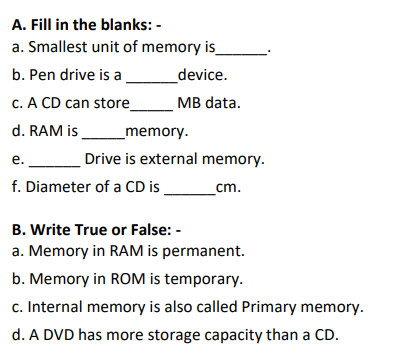 A. Fill in the blanks: -
a. Smallest unit of memory is______.
b. Pen drive is a ______device.
c. A CD can store_____ MB data.
d. RAM is _____memory.
e. ______ Drive is external memory.
f. Diameter of a CD is ______cm.
B. Write True or False: -
a. Memory in RAM is permanent.
b. Memory in ROM is temporary.
c. Internal memory is also called Primary memory.
d. A DVD has more storage capacity than a CD.